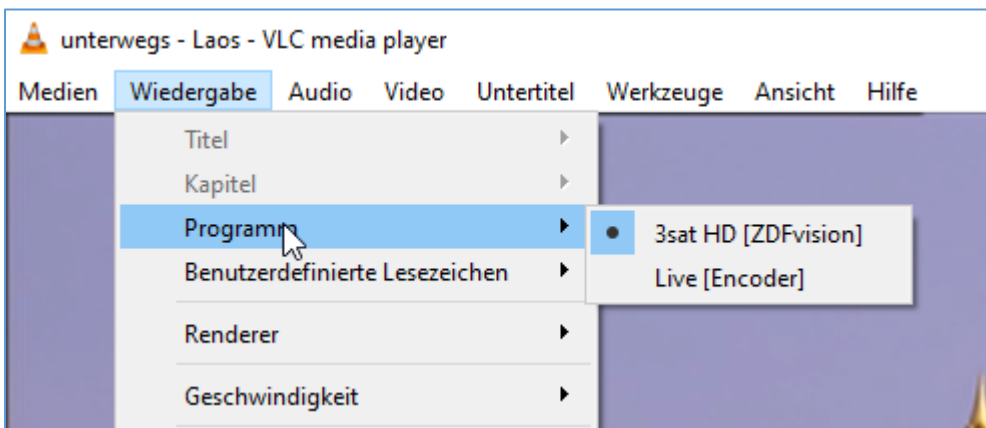 unterwegs - Laos - VLC media player
Medien Wiedergabe Audio Video Untertitel Werkzeuge Ansicht Hilfe
Titel
Kapitel
Programm
3sat HD [ZDFvision]
Live [Encoder]
Benutzerdefinierte Lesezeichen
Renderer
Geschwindigkeit